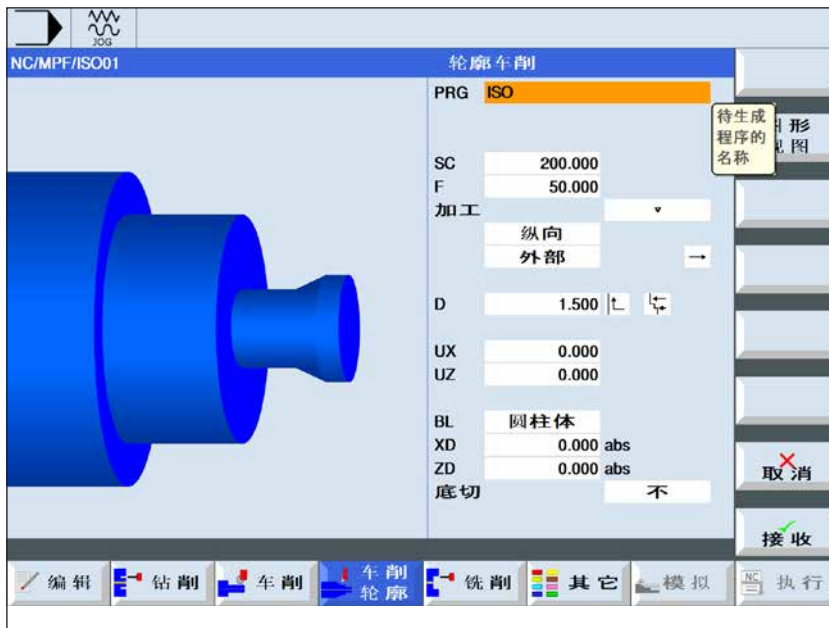 JOG
NC/MPF/ISO01
轮廓车削
PRG ISO
待生成
程序的
名称
形
图
SC 200.000
F 50.000
加工 ▿
纵向
外部 →
D 1.500
UX 0.000
UZ 0.000
BL 圆柱体
XD 0.000 abs
ZD 0.000 abs
底切 不
取消
接收
编辑
钻削
车削
车削
轮廓
铣削
其它
模拟
NC
执行